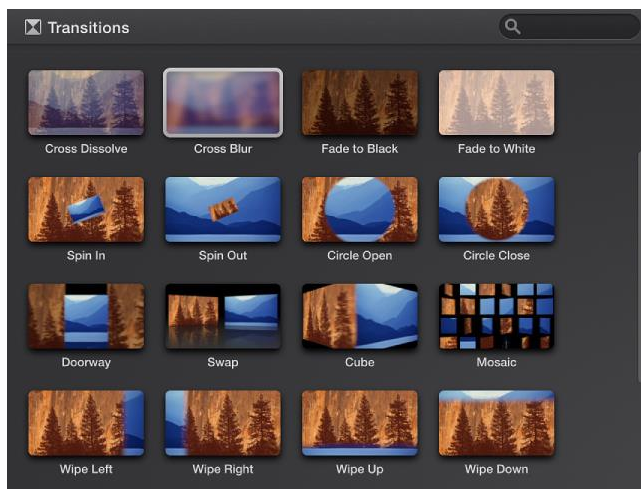 Transitions
Cross Dissolve
Cross Blur
Fade to Black
Fade to White
Spin In
Spin Out
Circle Open
Circle Close
Doorway
Swap
Cube
Mosaic
Wipe Left
Wipe Right
Wipe Up
Wipe Down